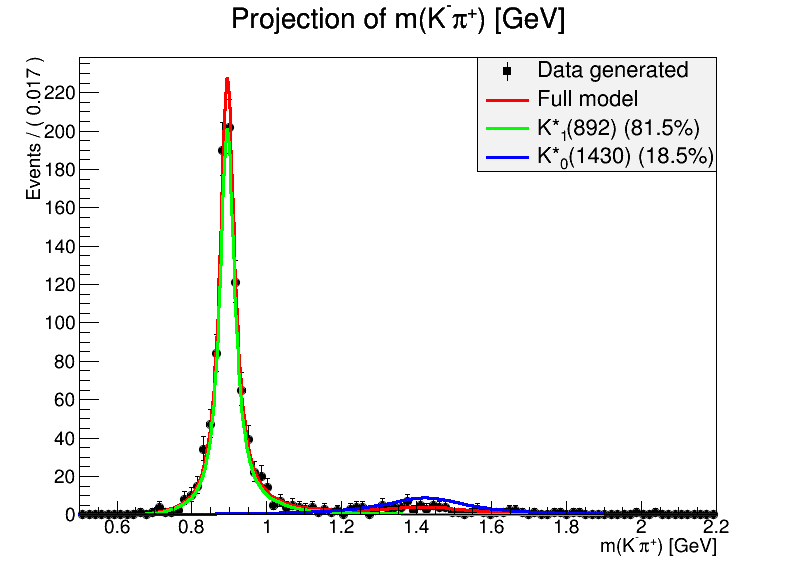 Projection of m(K⁻π⁺) [GeV]
Events / ( 0.017 )
Data generated
Full model
K*₁(892) (81.5%)
K*₀(1430) (18.5%)
220
200
180
160
140
120
100
80
60
40
20
0
0.6 0.8 1 1.2 1.4 1.6 1.8 2 2.2
m(K⁻π⁺) [GeV]